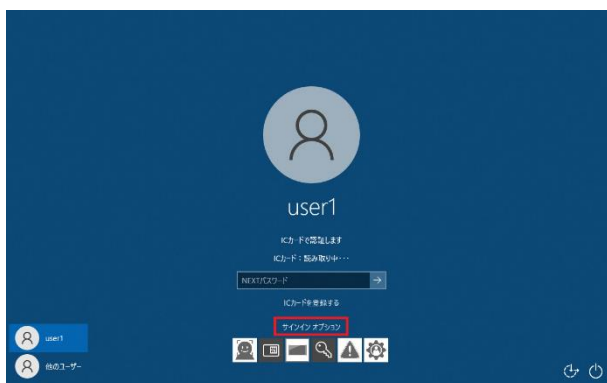 user1
ICカードで認証します
ICカード：読み取り中・・・
NEXTパスワード
ICカードを登録する
サインイン オプション
user1
他のユーザー